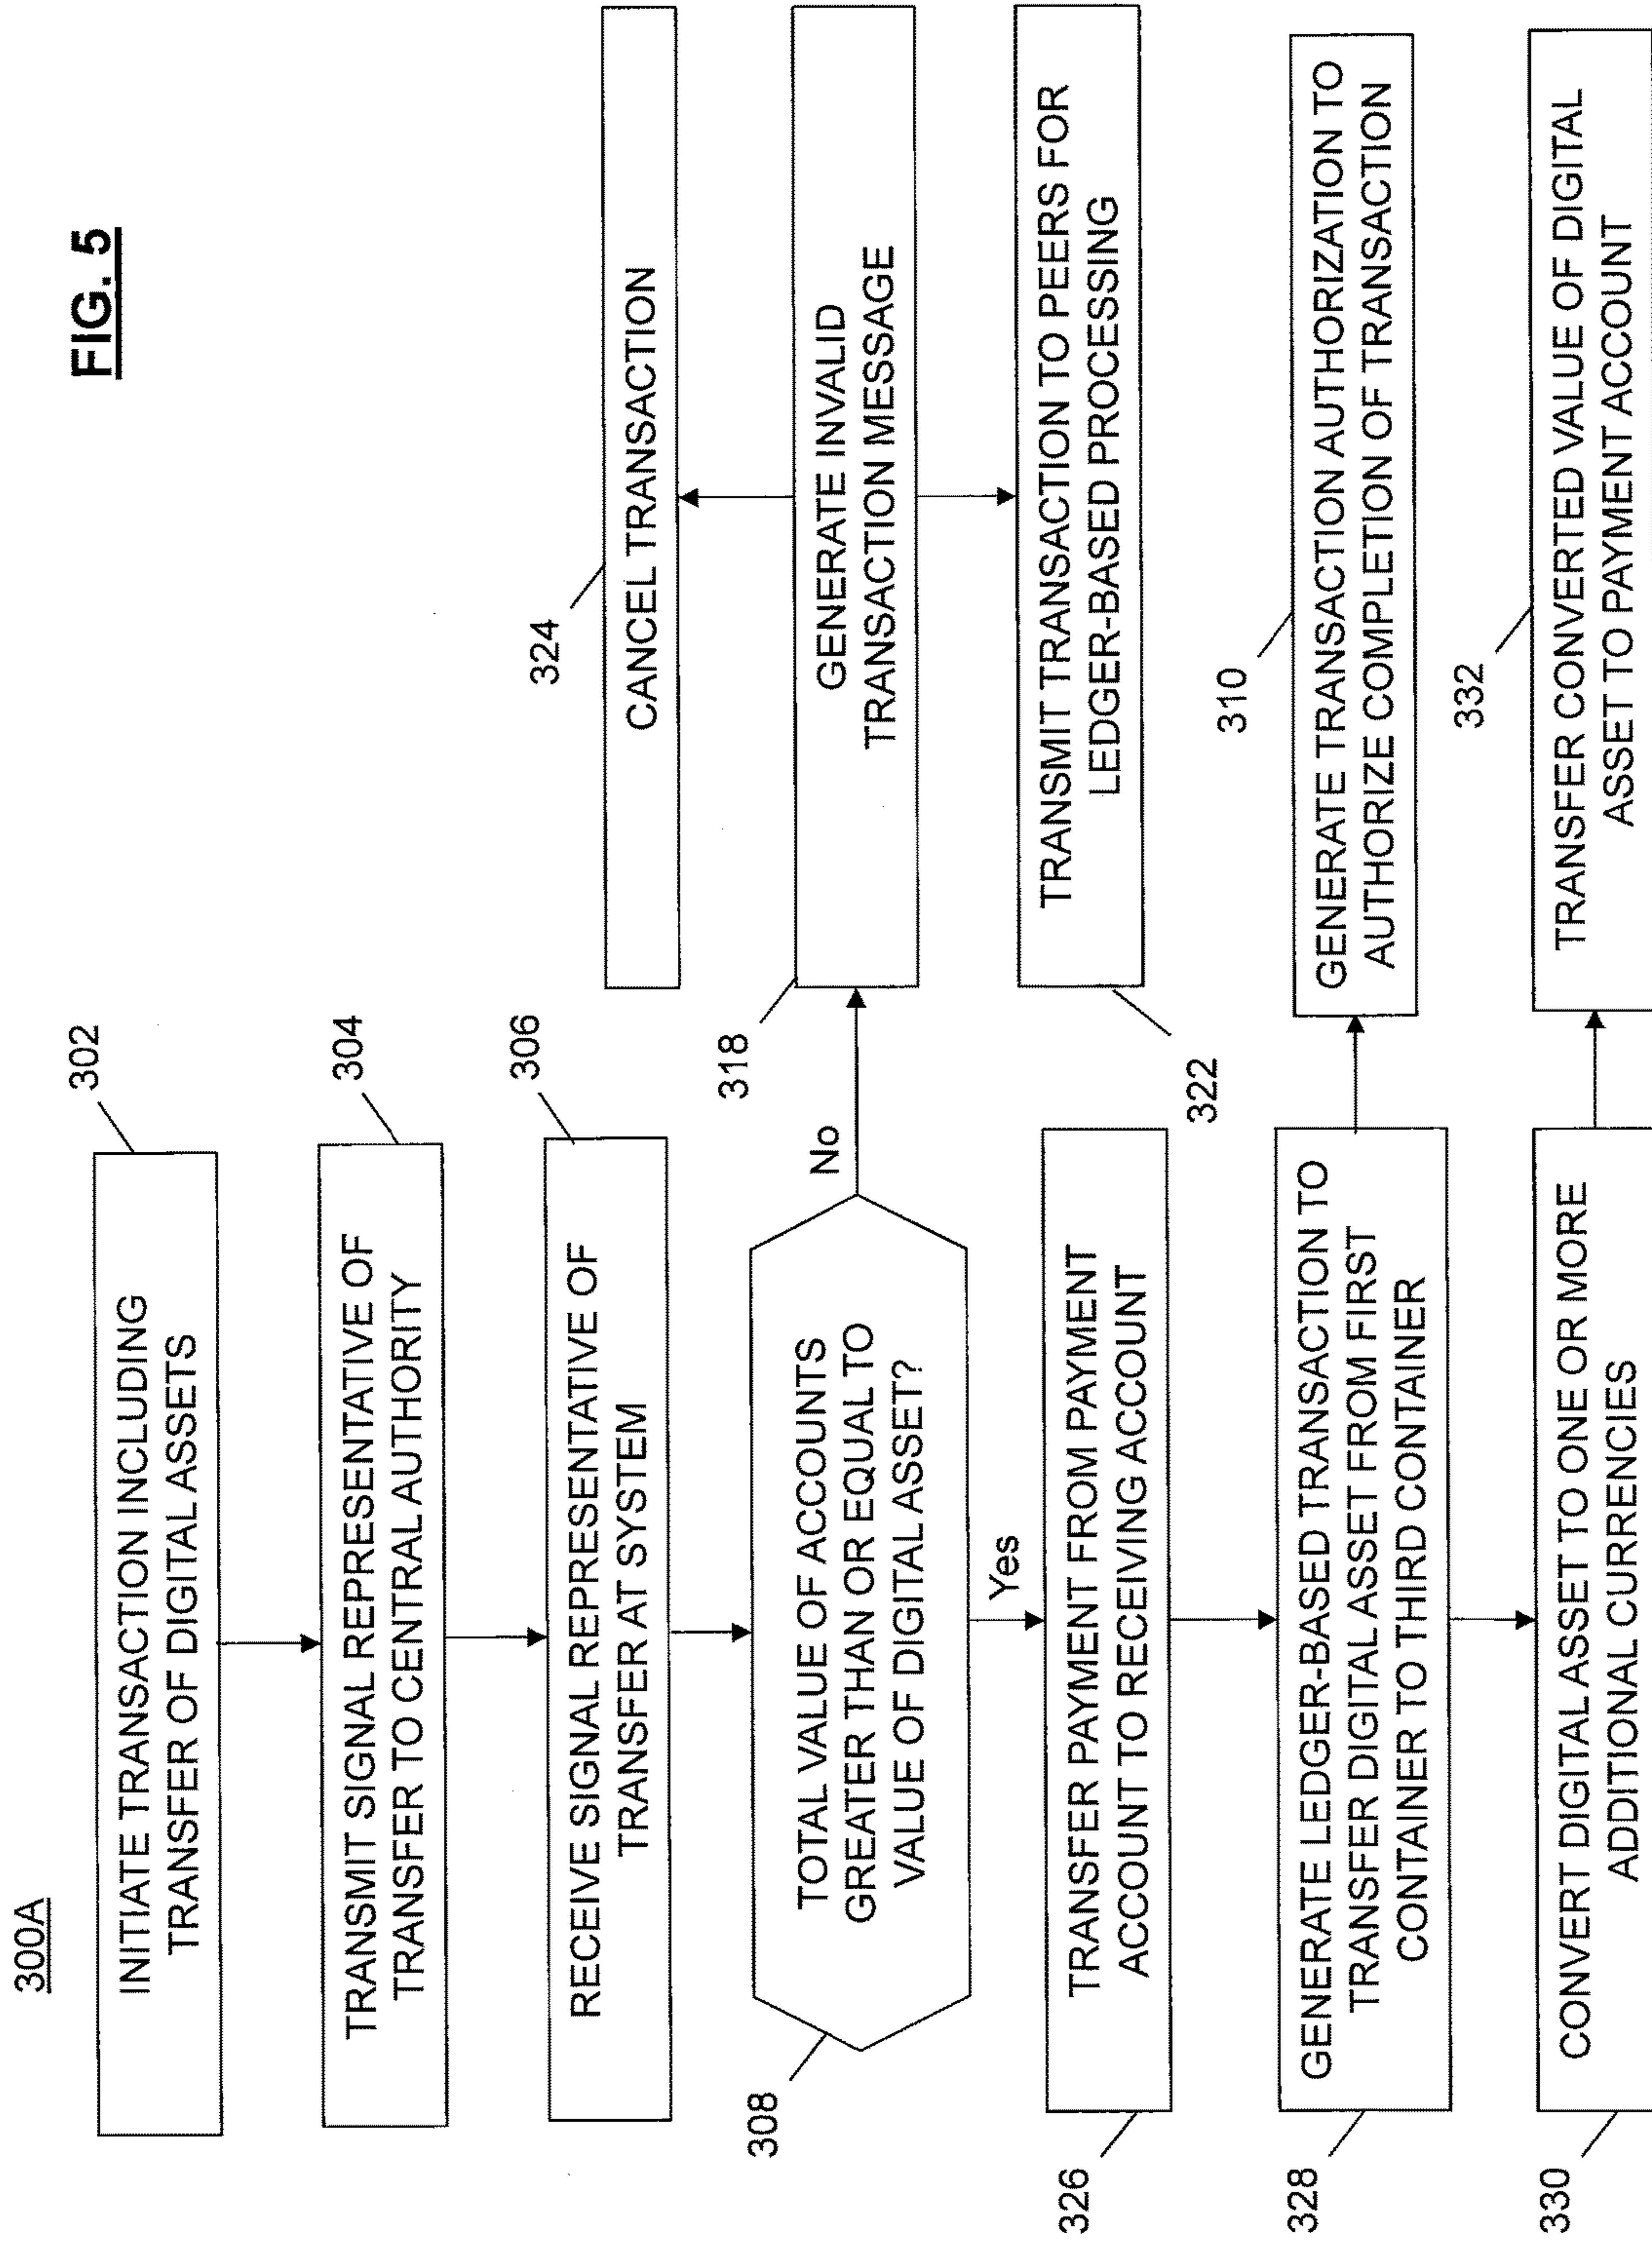 300A
FIG. 5
302
INITIATE TRANSACTION INCLUDING
TRANSFER OF DIGITAL ASSETS
304
TRANSMIT SIGNAL REPRESENTATIVE OF
TRANSFER TO CENTRAL AUTHORITY
306
RECEIVE SIGNAL REPRESENTATIVE OF
TRANSFER AT SYSTEM
308
TOTAL VALUE OF ACCOUNTS
GREATER THAN OR EQUAL TO
VALUE OF DIGITAL ASSET?
No
Yes
324
CANCEL TRANSACTION
318
GENERATE INVALID
TRANSACTION MESSAGE
322
TRANSMIT TRANSACTION TO PEERS FOR
LEDGER-BASED PROCESSING
326
TRANSFER PAYMENT FROM PAYMENT
ACCOUNT TO RECEIVING ACCOUNT
328
GENERATE LEDGER-BASED TRANSACTION TO
TRANSFER DIGITAL ASSET FROM FIRST
CONTAINER TO THIRD CONTAINER
310
GENERATE TRANSACTION AUTHORIZATION TO
AUTHORIZE COMPLETION OF TRANSACTION
330
CONVERT DIGITAL ASSET TO ONE OR MORE
ADDITIONAL CURRENCIES
332
TRANSFER CONVERTED VALUE OF DIGITAL
ASSET TO PAYMENT ACCOUNT